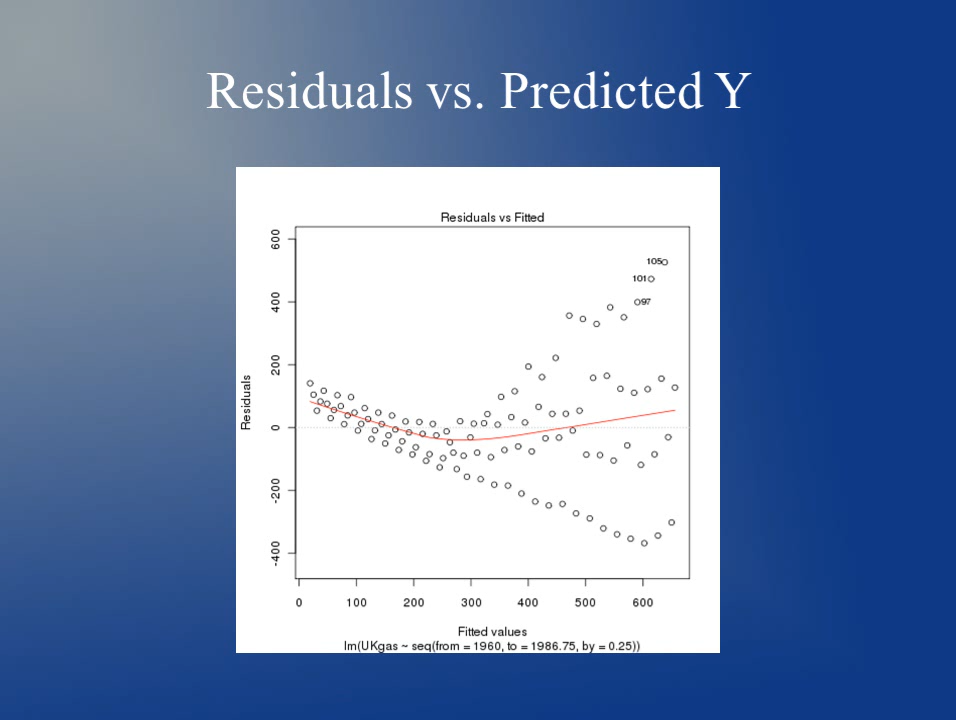 Residuals vs. Predicted Y
Residuals vs Fitted
Residuals
600
400
200
0
-200
-400
105
101
97
0 100 200 300 400 500 600
Fitted values
lm(UKgas ~ seq(from = 1960, to = 1986.75, by = 0.25))